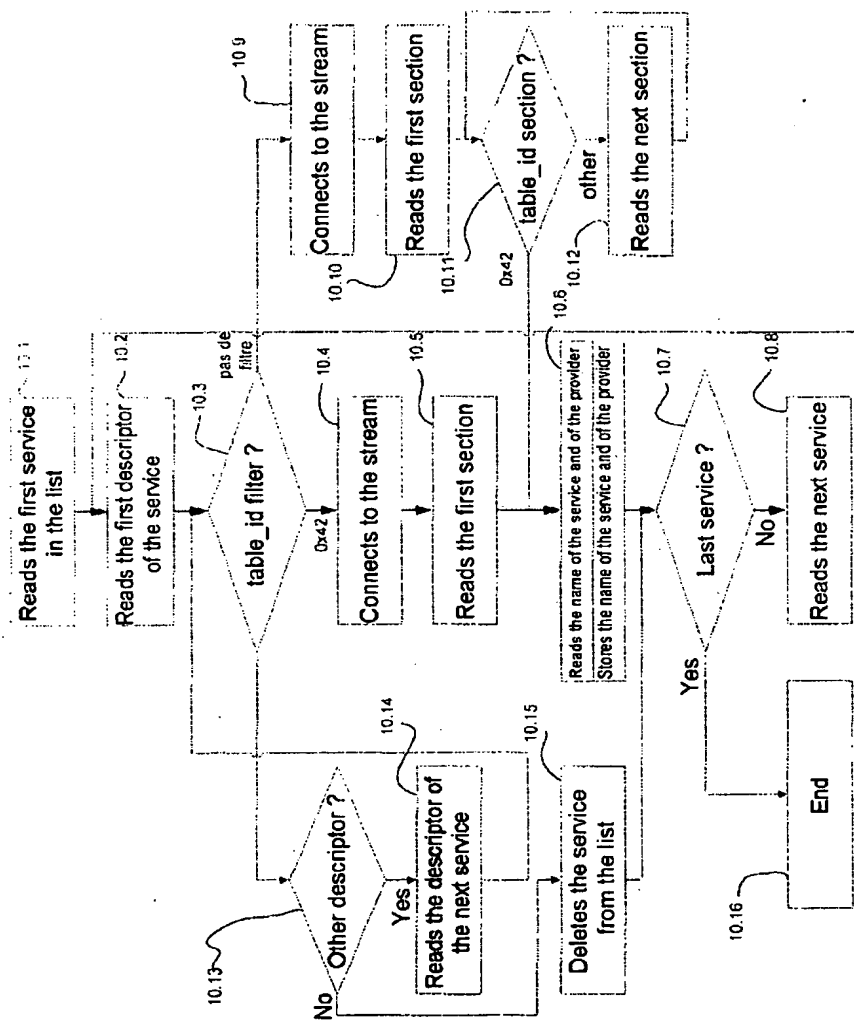 Reads the first service
in the list
10.1
Reads the first descriptor
of the service
10.2
table_id filter ?
10.3
pas de
filtre
0x42
Connects to the stream
10.4
Reads the first section
10.5
Reads the name of the service and of the provider
Stores the name of the service and of the provider
10.6
Last service ?
10.7
Yes
No
Reads the next service
10.8
Connects to the stream
10.9
Reads the first section
10.10
table_id section ?
10.11
0x42
other
Reads the next section
10.12
Other descriptor ?
10.13
No
Yes
Reads the descriptor of
the next service
10.14
Deletes the service
from the list
10.15
End
10.16